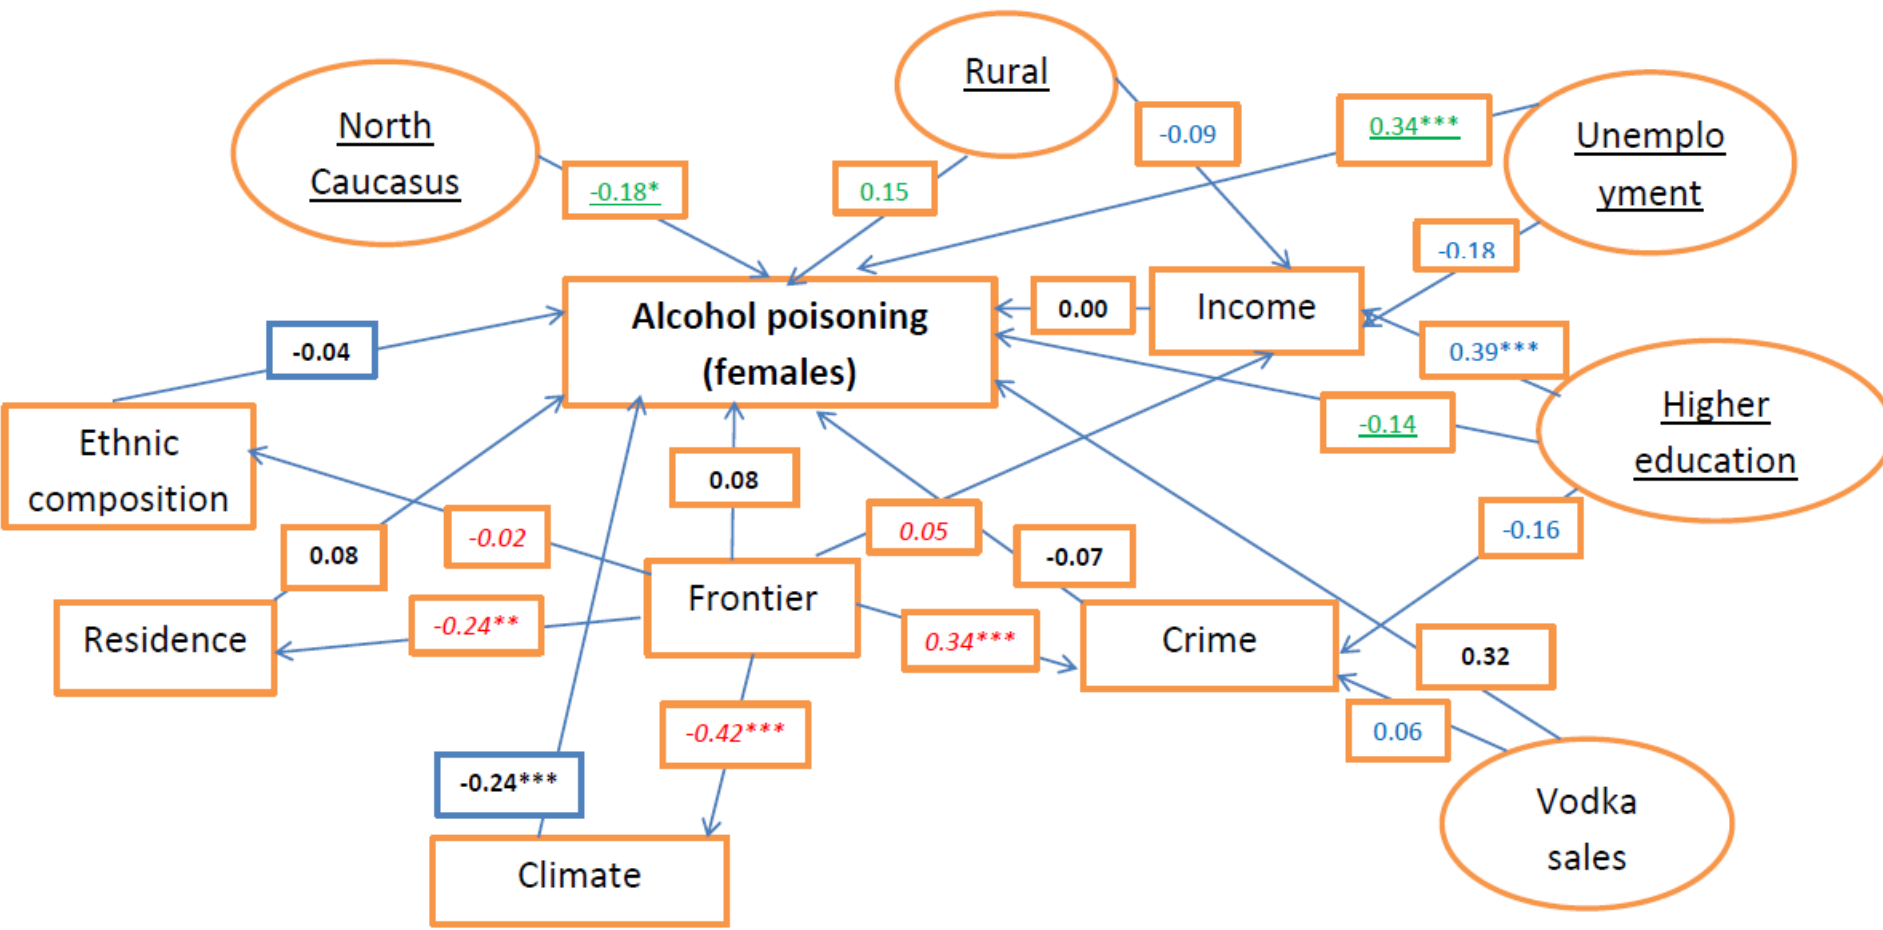 Rural
North
Caucasus
-0.18*
0.15
-0.09
0.34***
Unemplo
yment
-0.18
Alcohol poisoning
(females)
0.00
Income
0.39***
-0.04
Higher
education
-0.14
Ethnic
composition
0.08
-0.02
0.08
0.05
-0.07
-0.16
Residence
-0.24**
Frontier
0.34***
Crime
0.32
-0.42***
0.06
-0.24***
Climate
Vodka
sales